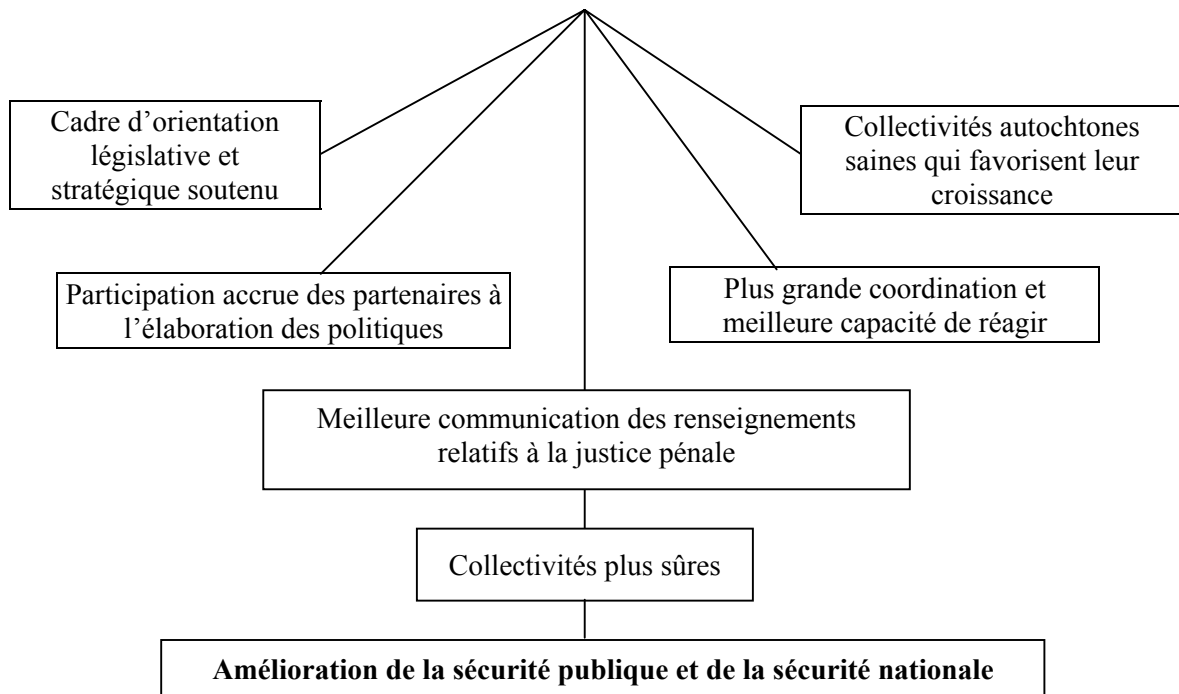 Cadre d’orientation
législative et
stratégique soutenu
Collectivités autochtones
saines qui favorisent leur
croissance
Participation accrue des partenaires à
l’élaboration des politiques
Plus grande coordination et
meilleure capacité de réagir
Meilleure communication des renseignements
relatifs à la justice pénale
Collectivités plus sûres
Amélioration de la sécurité publique et de la sécurité nationale